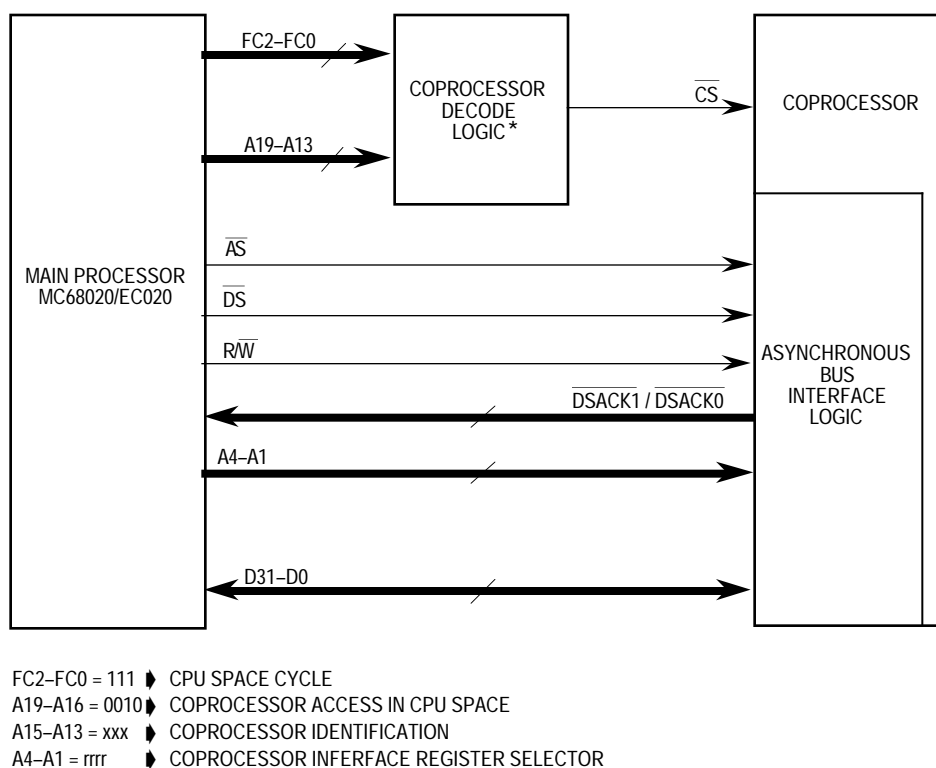 FC2–FC0
COPROCESSOR
DECODE
LOGIC*
CS
COPROCESSOR
A19–A13
MAIN PROCESSOR
MC68020/EC020
AS
DS
R/W
DSACK1 / DSACK0
A4–A1
D31–D0
ASYNCHRONOUS
BUS
INTERFACE
LOGIC
FC2–FC0 = 111 CPU SPACE CYCLE
A19–A16 = 0010 COPROCESSOR ACCESS IN CPU SPACE
A15–A13 = xxx COPROCESSOR IDENTIFICATION
A4–A1 = rrrr COPROCESSOR INFERFACE REGISTER SELECTOR